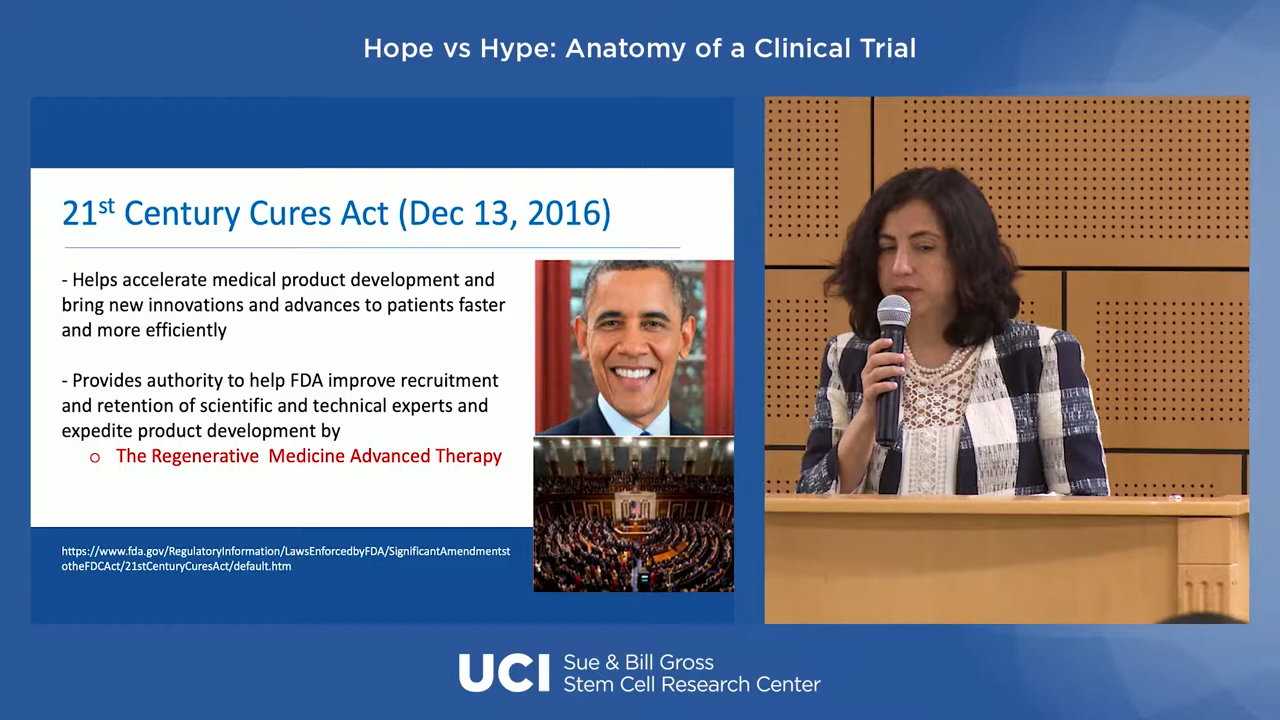 Hope vs Hype: Anatomy of a Clinical Trial
21st Century Cures Act (Dec 13, 2016)
- Helps accelerate medical product development and
bring new innovations and advances to patients faster
and more efficiently
- Provides authority to help FDA improve recruitment
and retention of scientific and technical experts and
expedite product development by
o The Regenerative Medicine Advanced Therapy
https://www.fda.gov/RegulatoryInformation/LawsEnforcedbyFDA/SignificantAmendmentst
otheFDCAct/21stCenturyCuresAct/default.htm
UCI Sue & Bill Gross
Stem Cell Research Center